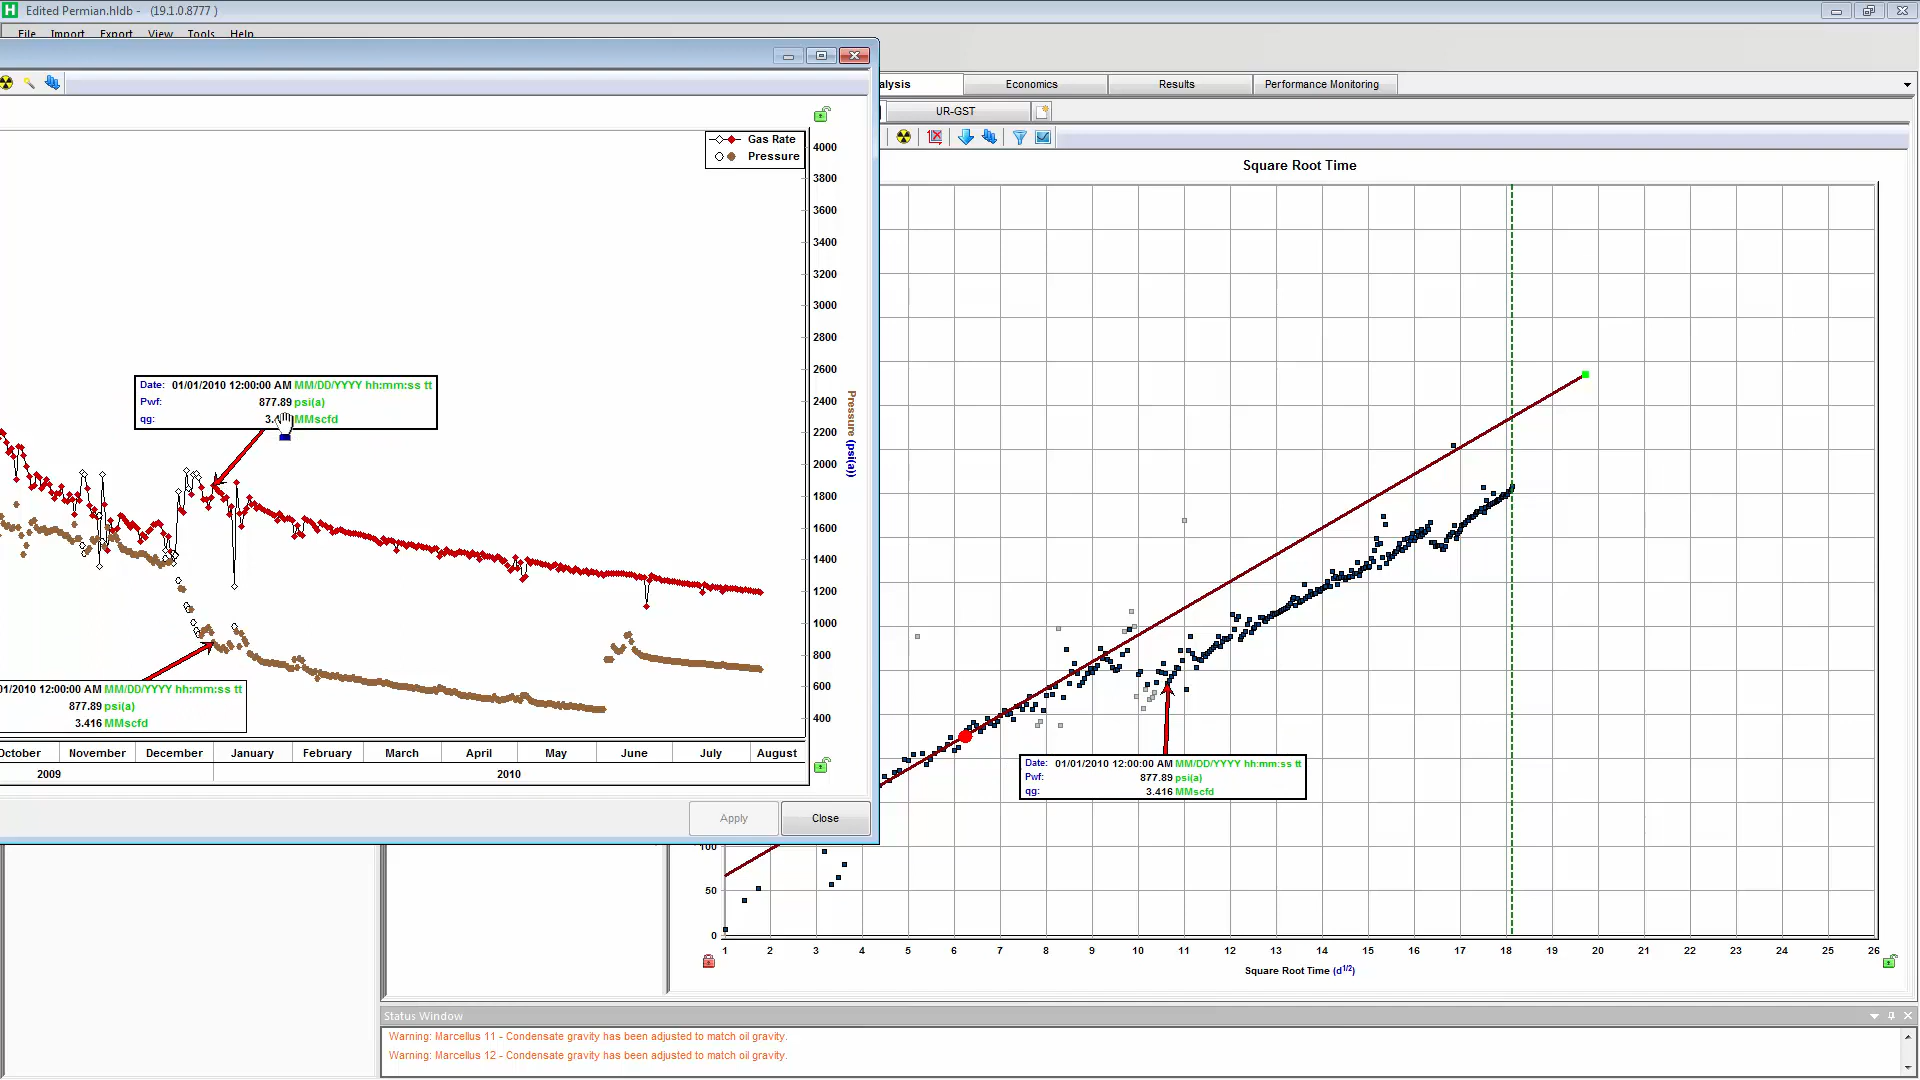 Edited Permian.hldb - (19.1.0.8777 )
File Import Export View Tools Help
alysis Economics Results Performance Monitoring
UR-GST
Gas Rate
Pressure
4000
3800
3600
3400
3200
3000
2800
2600
2400
2200
2000
1800
1600
1400
1200
1000
800
600
400
Pressure (psi(a))
Date: 01/01/2010 12:00:00 AM MM/DD/YYYY hh:mm:ss tt
Pwf: 877.89 psi(a)
qg: MMscfd
01/2010 12:00:00 AM MM/DD/YYYY hh:mm:ss tt
877.89 psi(a)
3.416 MMscfd
October November December January February March April May June July August
2009 2010
Apply Close
Square Root Time
Date: 01/01/2010 12:00:00 AM MM/DD/YYYY hh:mm:ss tt
Pwf: 877.89 psi(a)
qg: 3.416 MMscfd
100
50
0
1 2 3 4 5 6 7 8 9 10 11 12 13 14 15 16 17 18 19 20 21 22 23 24 25 26
Square Root Time (d1/2)
Status Window
Warning: Marcellus 11 - Condensate gravity has been adjusted to match oil gravity.
Warning: Marcellus 12 - Condensate gravity has been adjusted to match oil gravity.